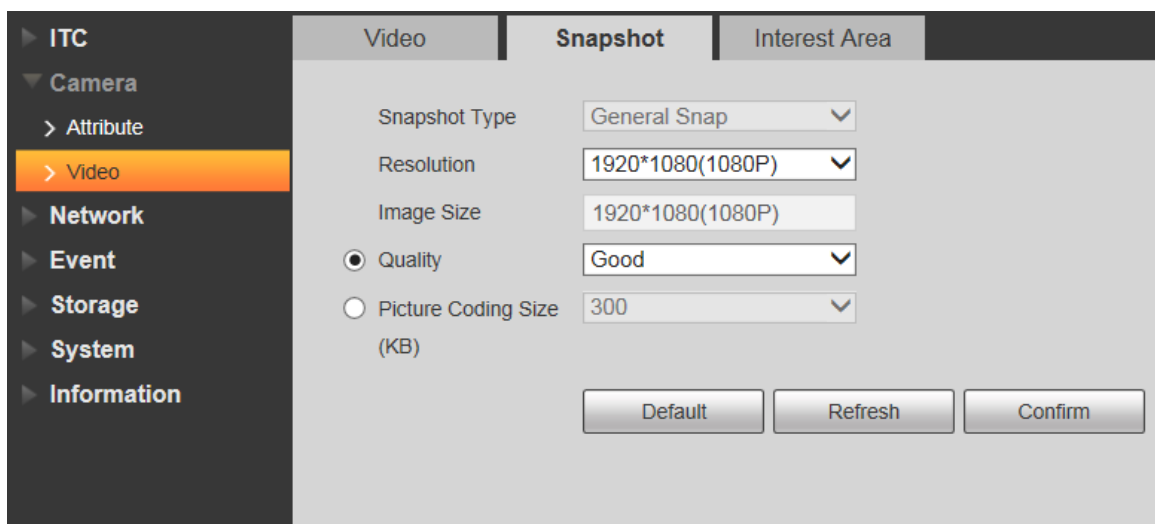 ITC
Camera
Attribute
Video
Network
Event
Storage
System
Information
Video Snapshot Interest Area
Snapshot Type General Snap
Resolution 1920*1080(1080P)
Image Size 1920*1080(1080P)
Quality Good
Picture Coding Size 300
(KB)
Default Refresh Confirm